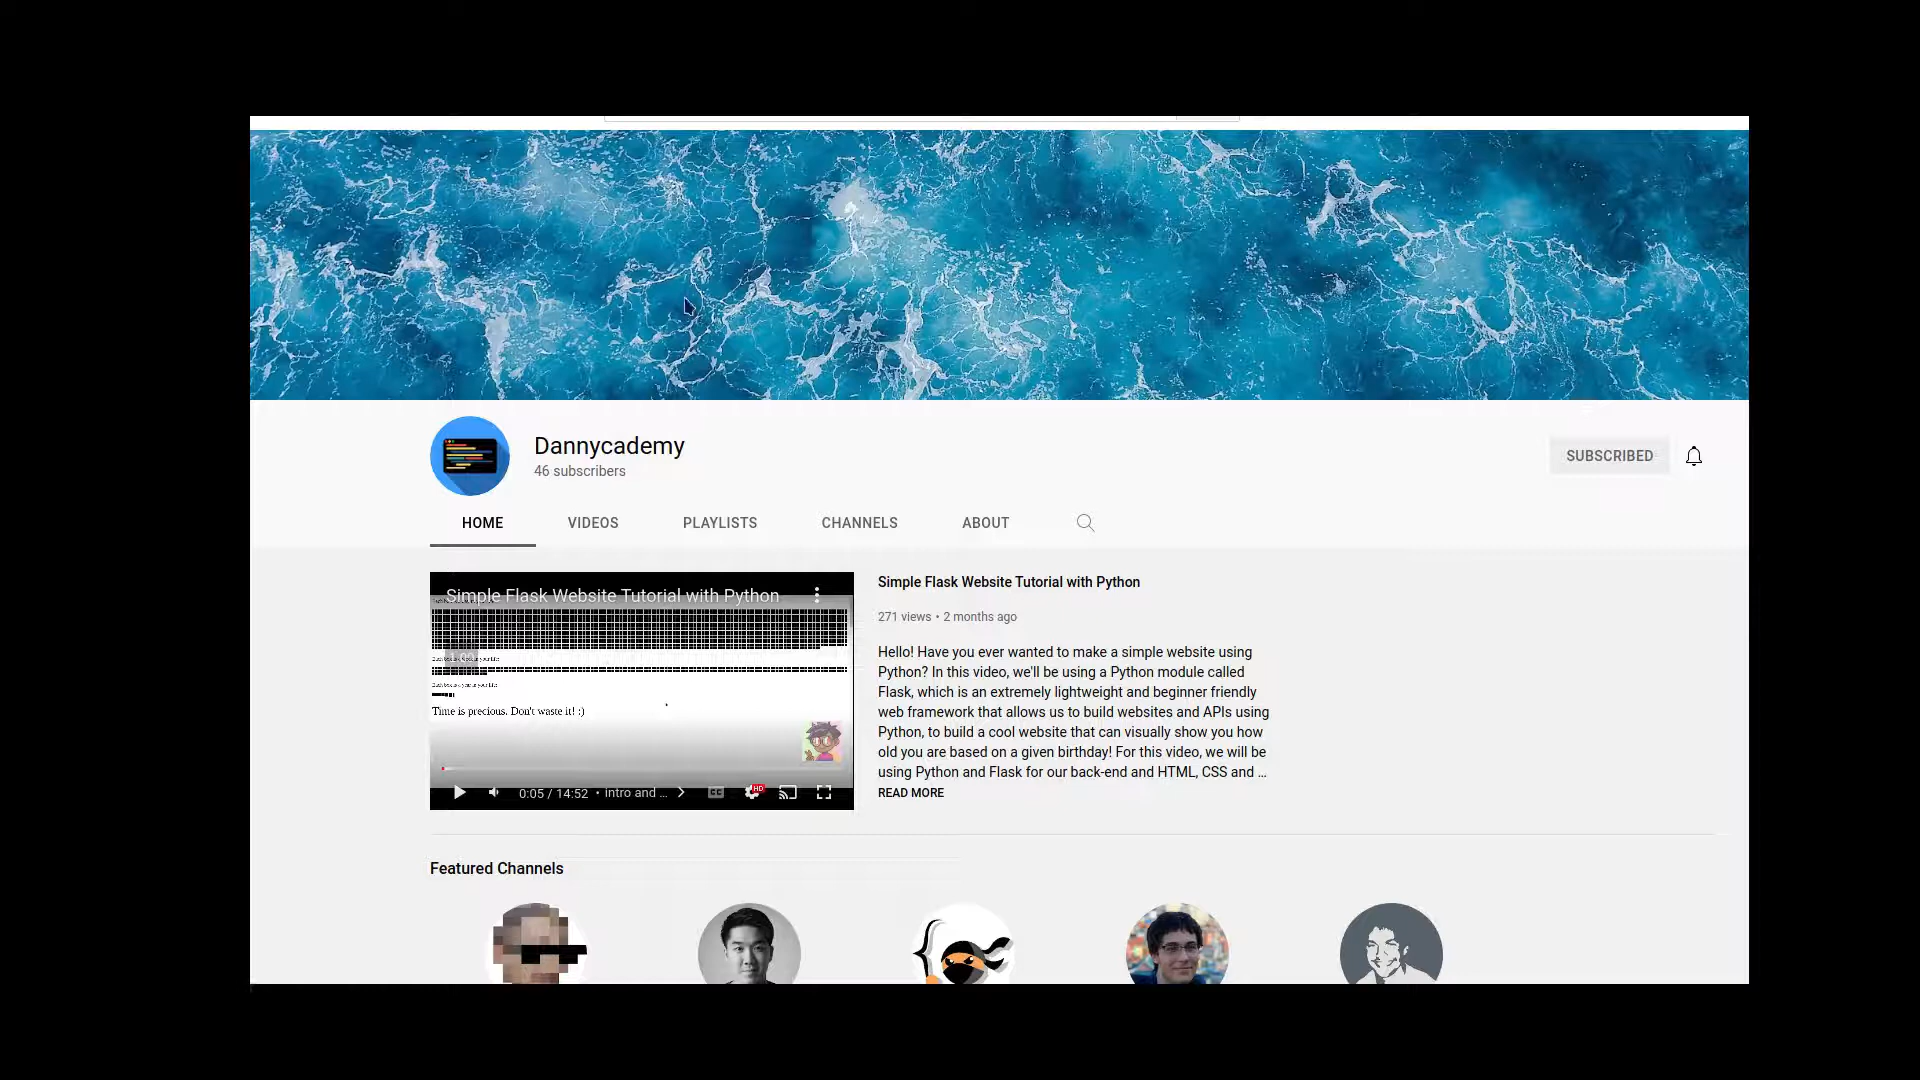 Dannycademy
46 subscribers
SUBSCRIBED
HOME VIDEOS PLAYLISTS CHANNELS ABOUT
Simple Flask Website Tutorial with Python
Time is precious. Don't waste it! :)
0:05 / 14:52 • intro and ...
CC HD
Simple Flask Website Tutorial with Python
271 views • 2 months ago
Hello! Have you ever wanted to make a simple website using
Python? In this video, we'll be using a Python module called
Flask, which is an extremely lightweight and beginner friendly
web framework that allows us to build websites and APIs using
Python, to build a cool website that can visually show you how
old you are based on a given birthday! For this video, we will be
using Python and Flask for our back-end and HTML, CSS and ...
READ MORE
Featured Channels